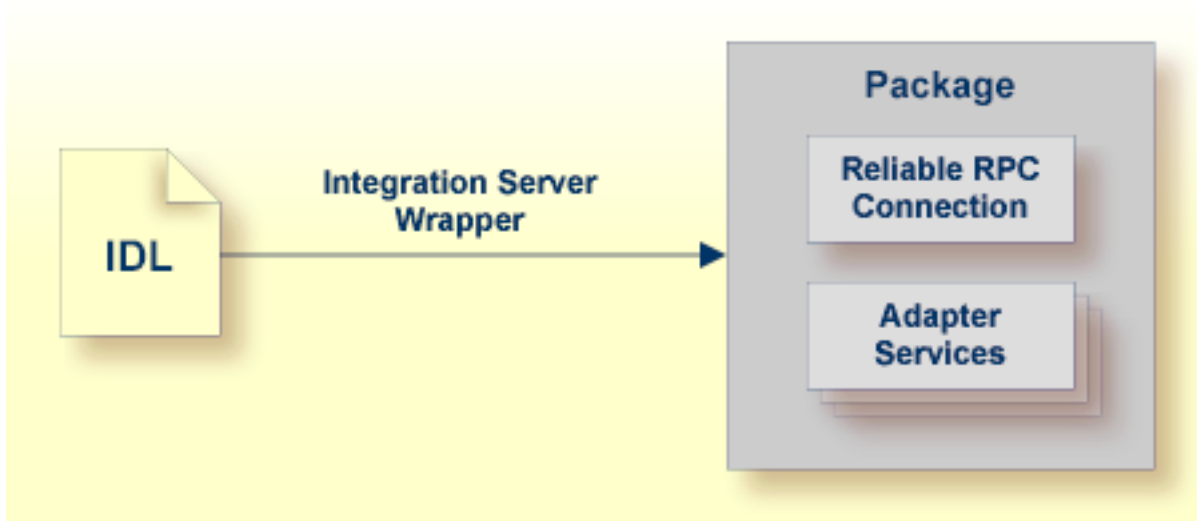 IDL
Integration Server
Wrapper
Package
Reliable RPC
Connection
Adapter
Services